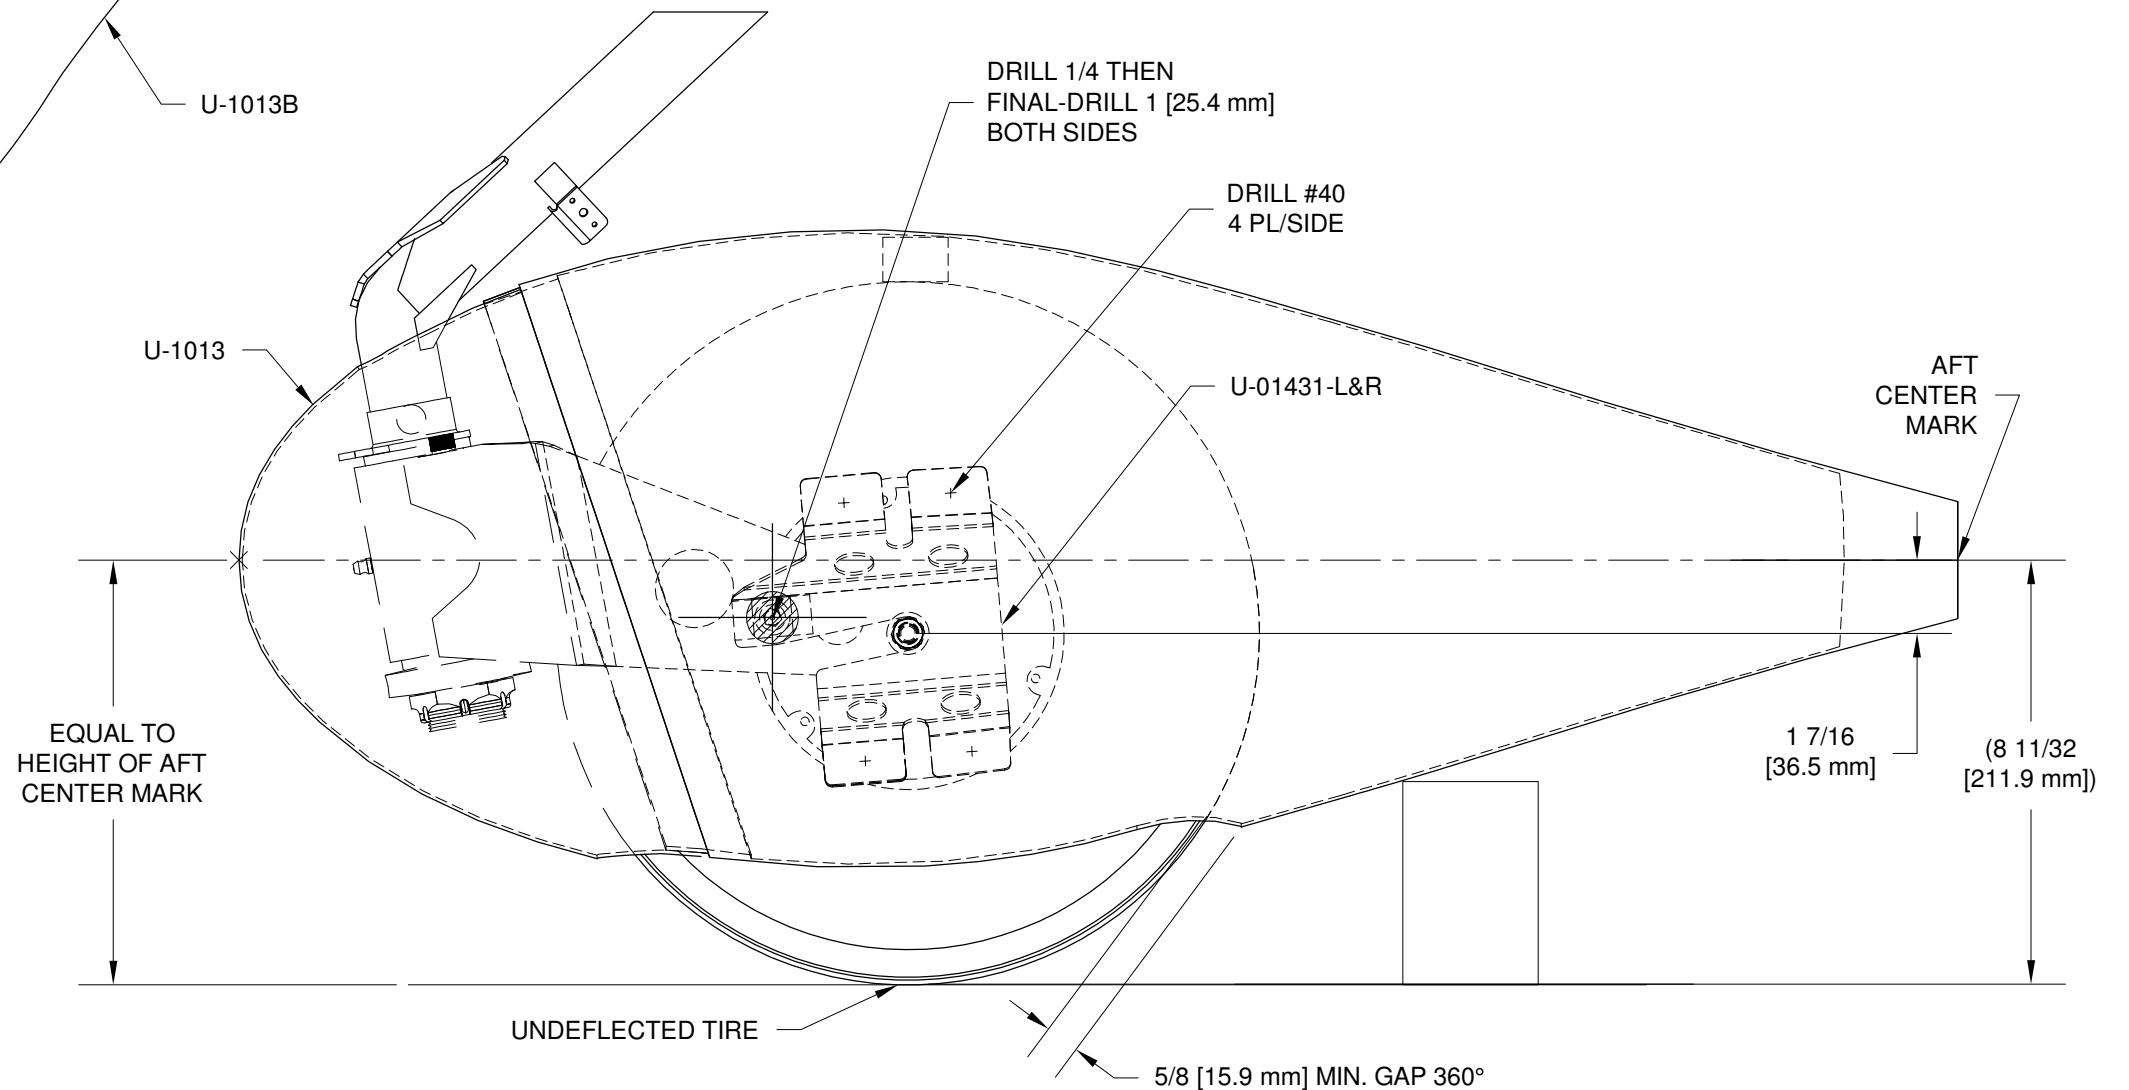 U-1013B
DRILL 1/4 THEN
FINAL-DRILL 1 [25.4 mm]
BOTH SIDES
DRILL #40
4 PL/SIDE
U-1013
U-01431-L&R
AFT
CENTER
MARK
EQUAL TO
HEIGHT OF AFT
CENTER MARK
1 7/16
[36.5 mm]
(8 11/32
[211.9 mm])
UNDEFLECTED TIRE
5/8 [15.9 mm] MIN. GAP 360°